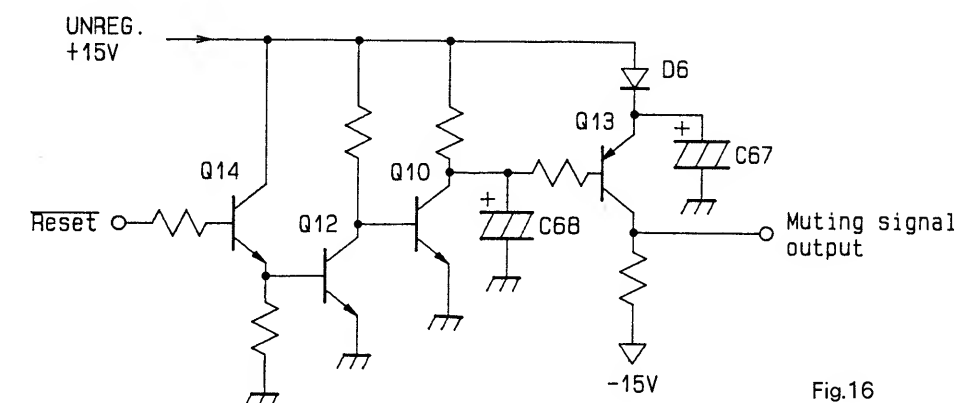 UNREG.
+15V
D6
Q13
+
C67
Q14
Q10
Q12
+
C68
Reset
Muting signal
output
-15V
Fig.16